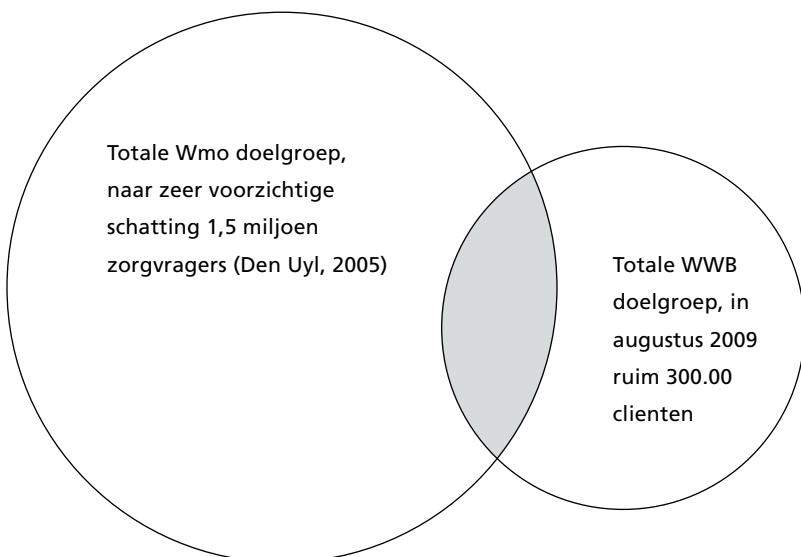 Totale Wmo doelgroep,
naar zeer voorzichtige
schatting 1,5 miljoen
zorgvragers (Den Uyl, 2005)
Totale WWB
doelgroep, in
augustus 2009
ruim 300.00
clienten